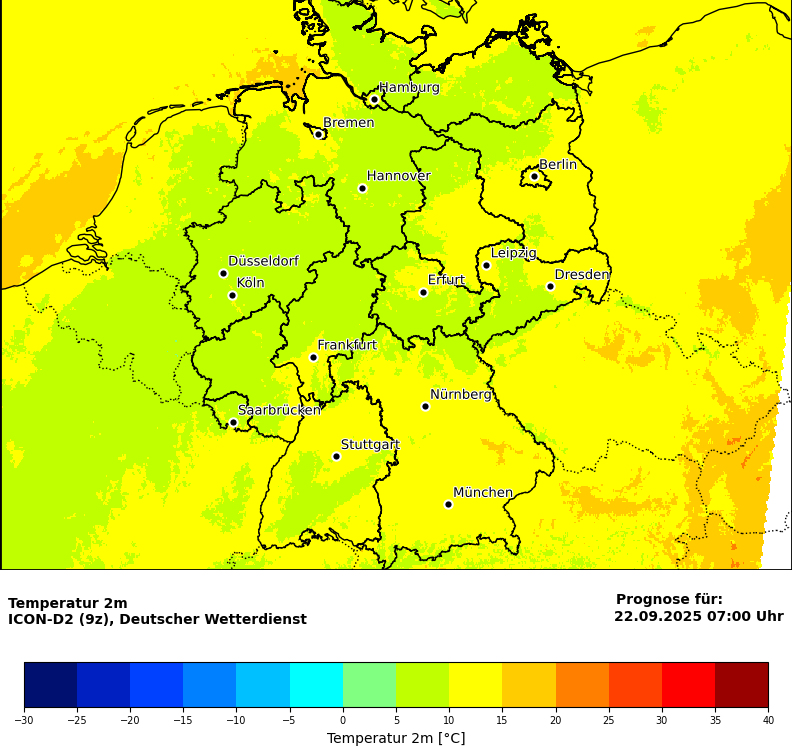 Hamburg
Bremen
Berlin
Hannover
Leipzig
Düsseldorf
Dresden
Köln
Erfurt
Frankfurt
Nürnberg
Saarbrücken
Stuttgart
München
Temperatur 2m
ICON-D2 (9z), Deutscher Wetterdienst
Prognose für:
22.09.2025 07:00 Uhr
−30 −25 −20 −15 −10 −5 0 5 10 15 20 25 30 35 40
Temperatur 2m [°C]